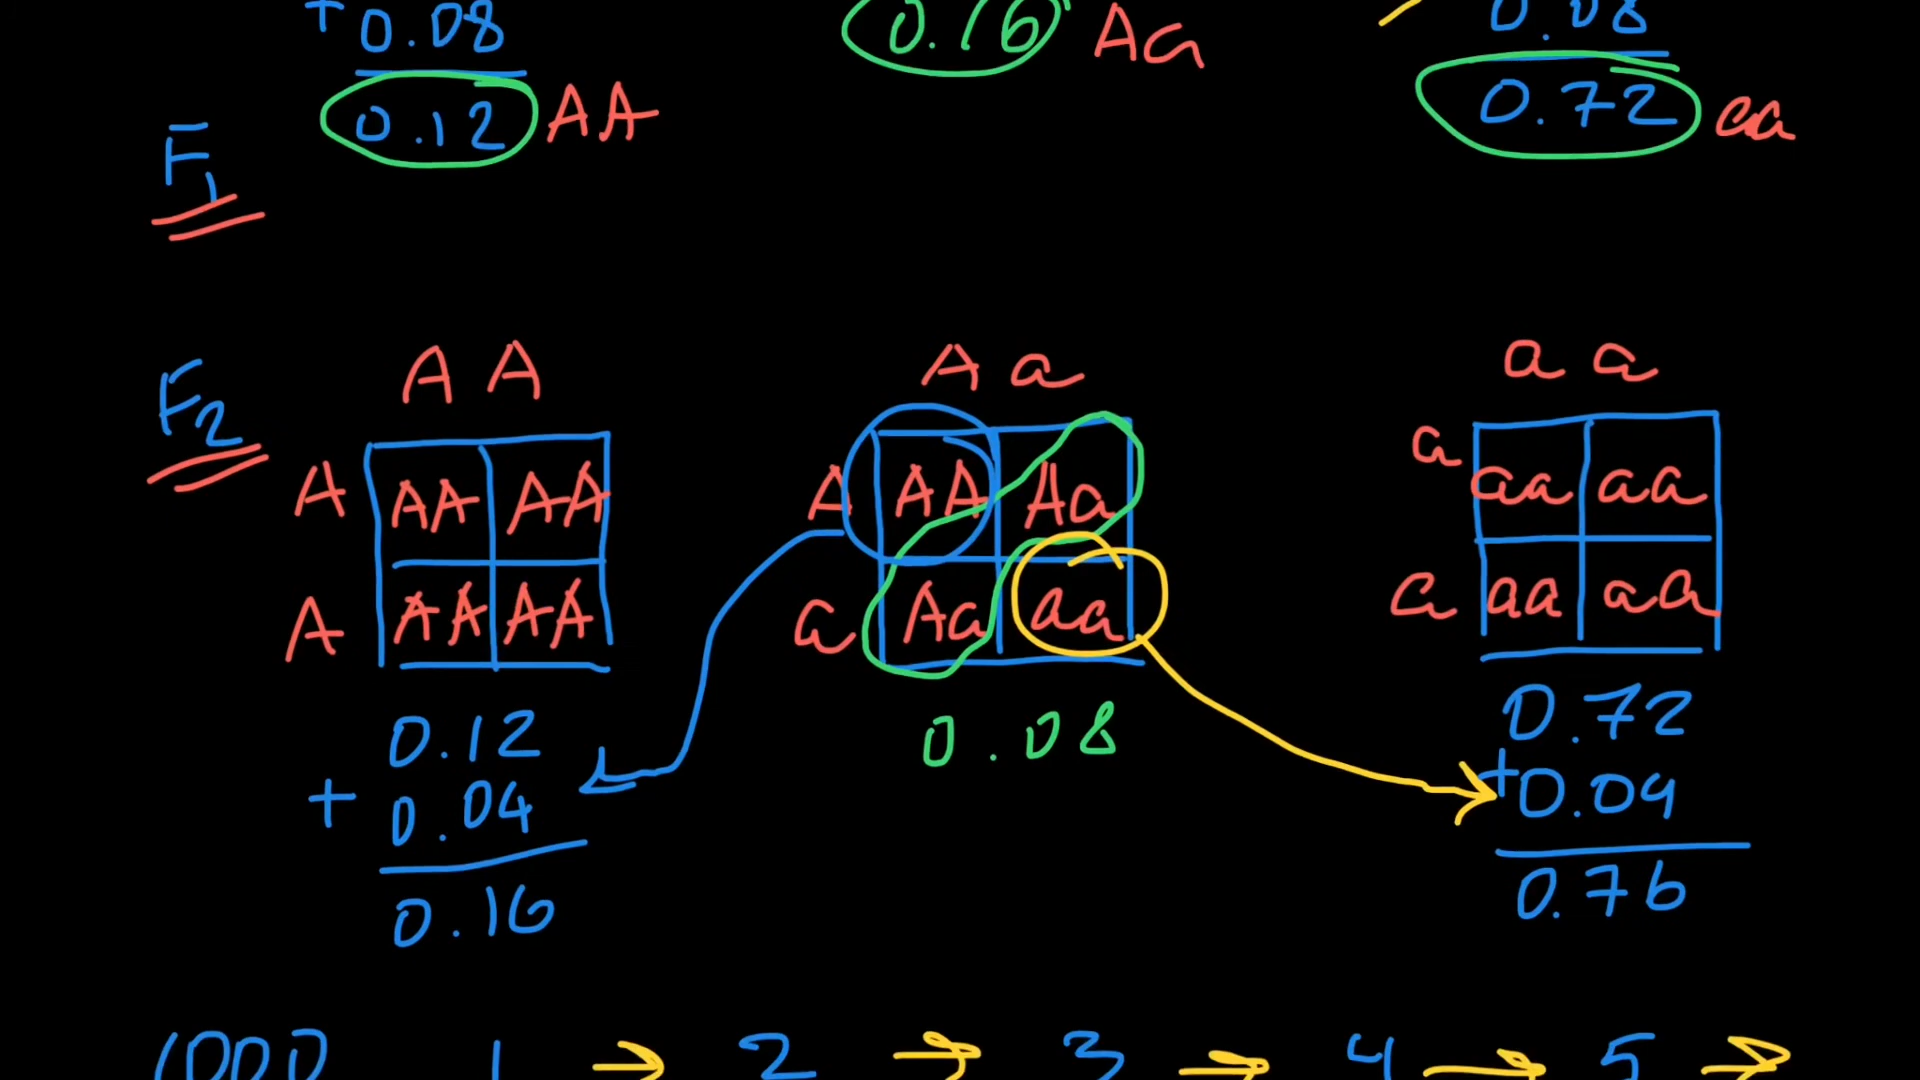 + 0.08
0.16 Aa
0.08
0.12 AA
0.72 aa
F1
F2
A A
A a
a a
A AA AA
A AA Aa
a aa aa
A AA AA
a Aa aa
a aa aa
0.12
0.08
0.72
+ 0.04
+ 0.04
0.16
0.76
1000 1 → 2 → 3 → 4 → 5 →